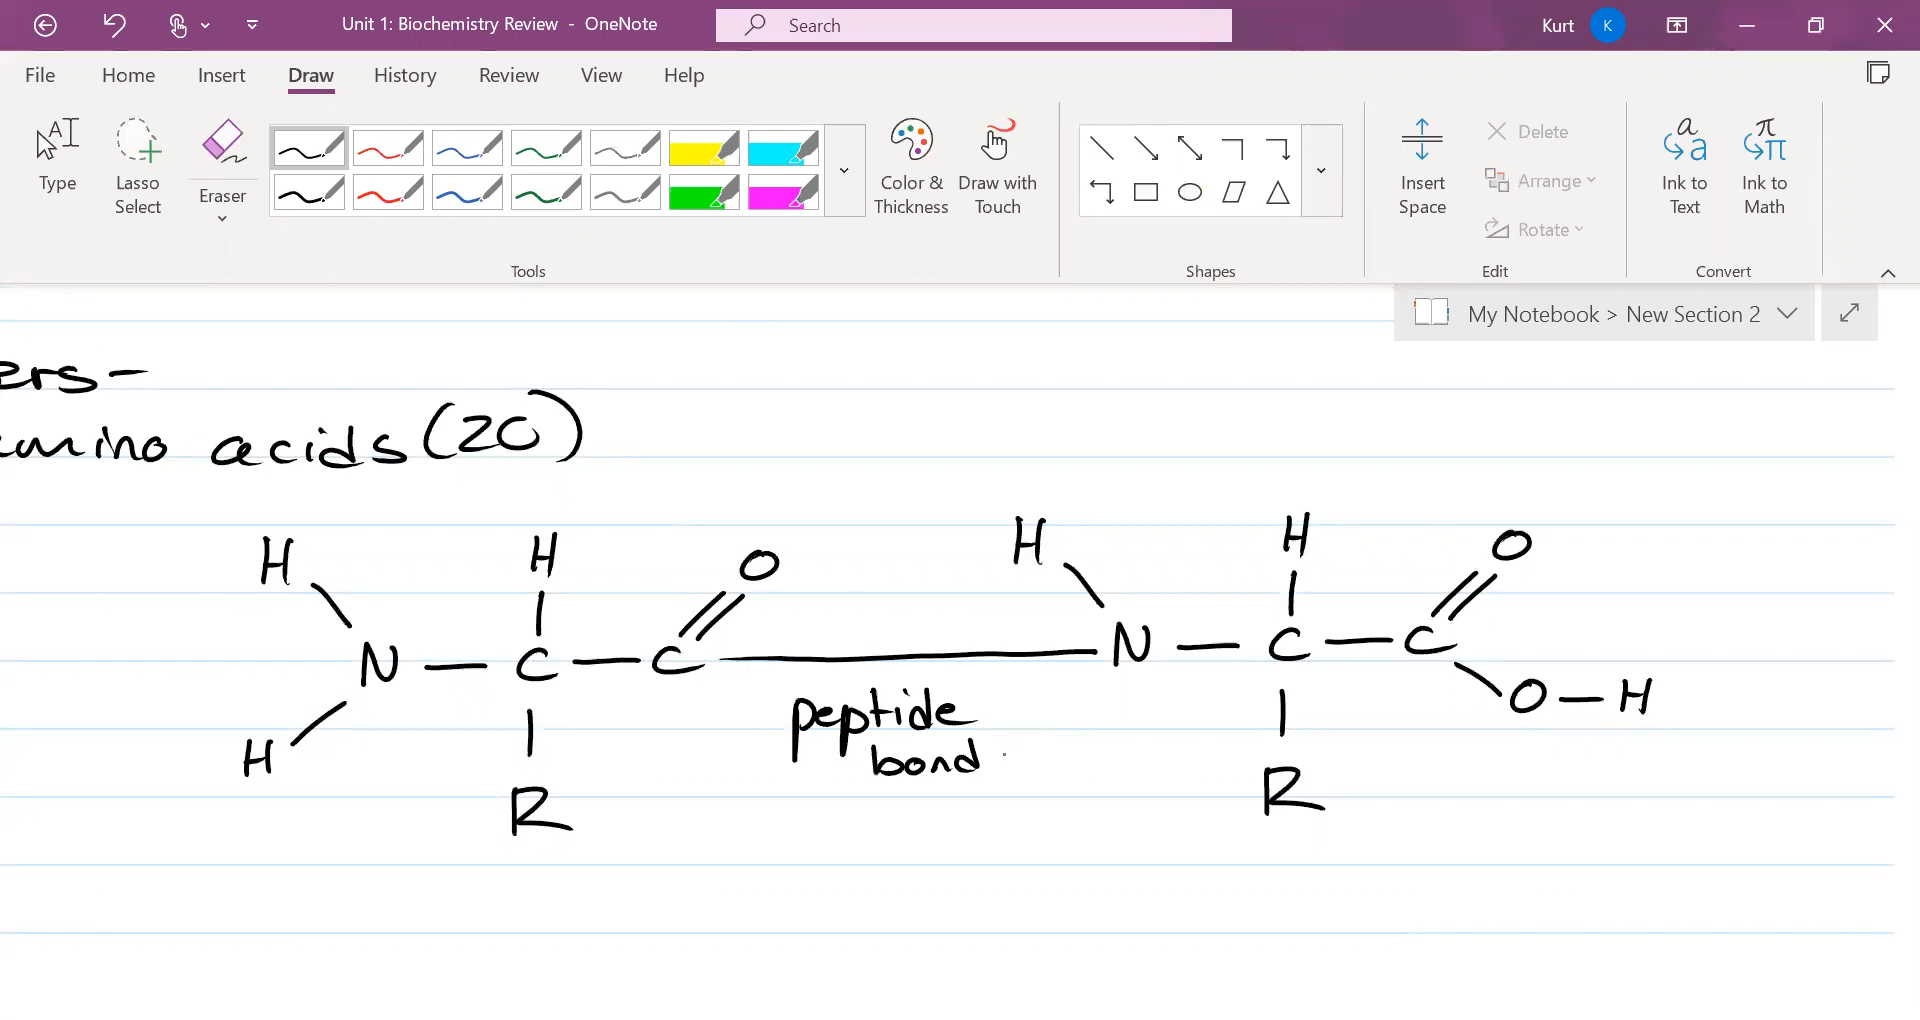 Unit 1: Biochemistry Review - OneNote
Search
Kurt
K
File Home Insert Draw History Review View Help
Type
Lasso Select
Eraser
Color & Thickness
Draw with Touch
Insert Space
Delete
Arrange
Rotate
Ink to Text
Ink to Math
Tools
Shapes
Edit
Convert
My Notebook > New Section 2
ers-
amino acids (20)
H H O H H O
N C C N C C
O H
H
peptide
bond
R R